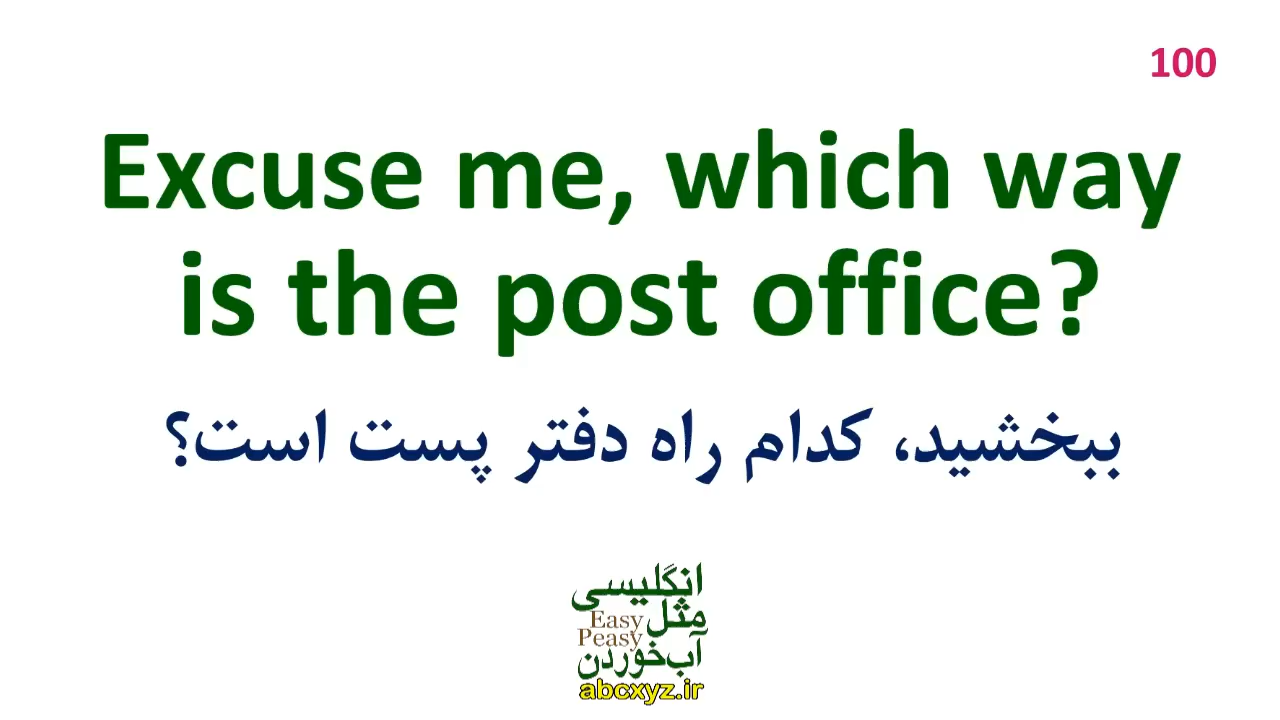 100
Excuse me, which way
is the post office?
ببخشید، کدام راه دفتر پست است؟
انگلیسی
مثل
Easy
Peasy
آب‌خوردن
abcxyz.ir